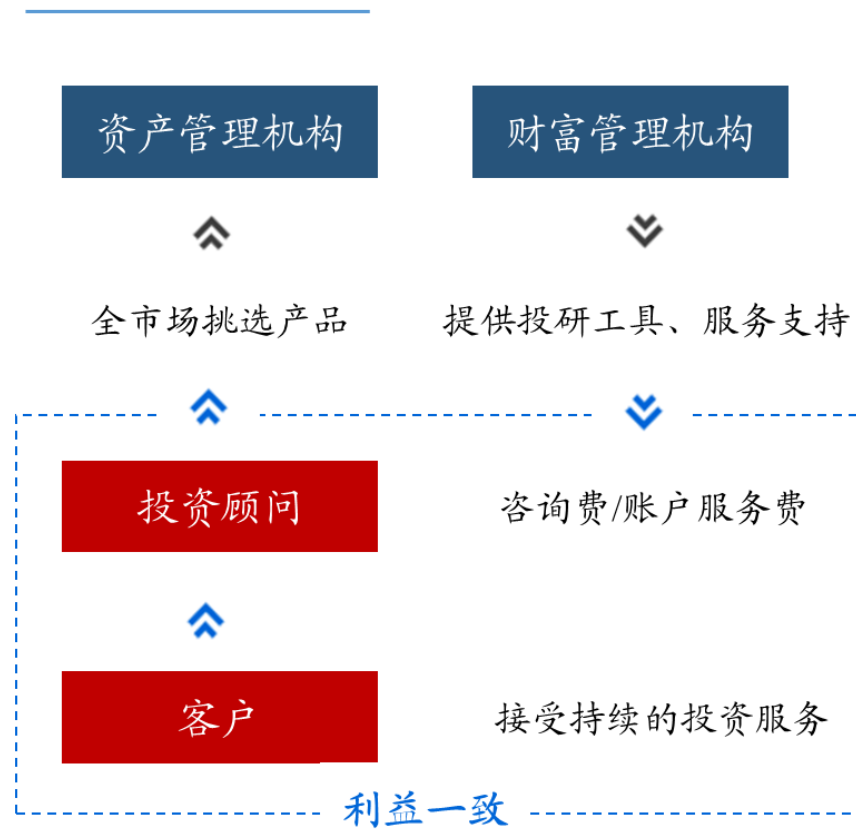 资产管理机构
财富管理机构
全市场挑选产品
提供投研工具、服务支持
投资顾问
咨询费/账户服务费
客户
接受持续的投资服务
利益一致